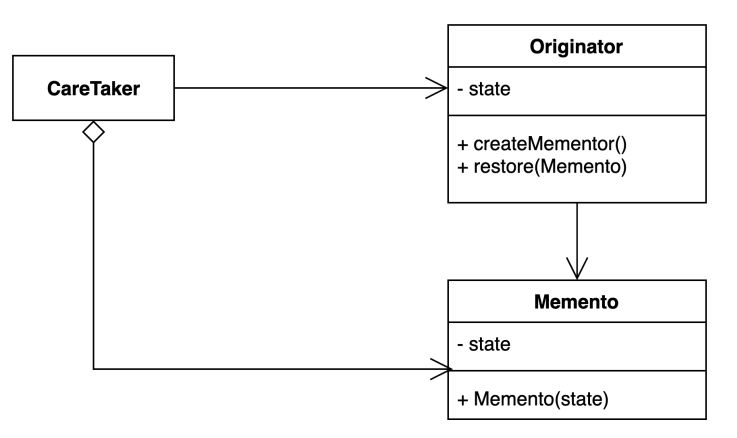 CareTaker
Originator
- state
+ createMementor()
+ restore(Memento)
Memento
- state
+ Memento(state)